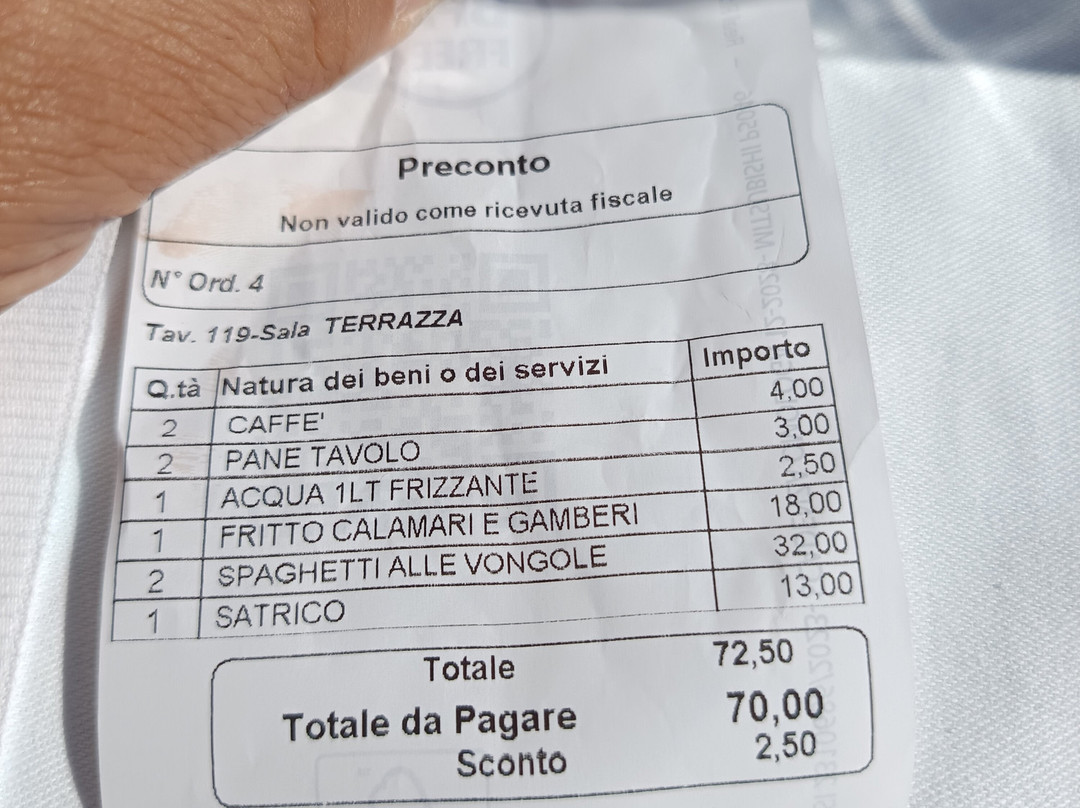 Preconto
Non valido come ricevuta fiscale
N° Ord. 4
Tav. 119-Sala TERRAZZA
Q.tà Natura dei beni o dei servizi Importo
2 CAFFE' 4,00
2 PANE TAVOLO 3,00
1 ACQUA 1LT FRIZZANTE 2,50
1 FRITTO CALAMARI E GAMBERI 18,00
2 SPAGHETTI ALLE VONGOLE 32,00
1 SATRICO 13,00
Totale 72,50
Totale da Pagare 70,00
Sconto 2,50